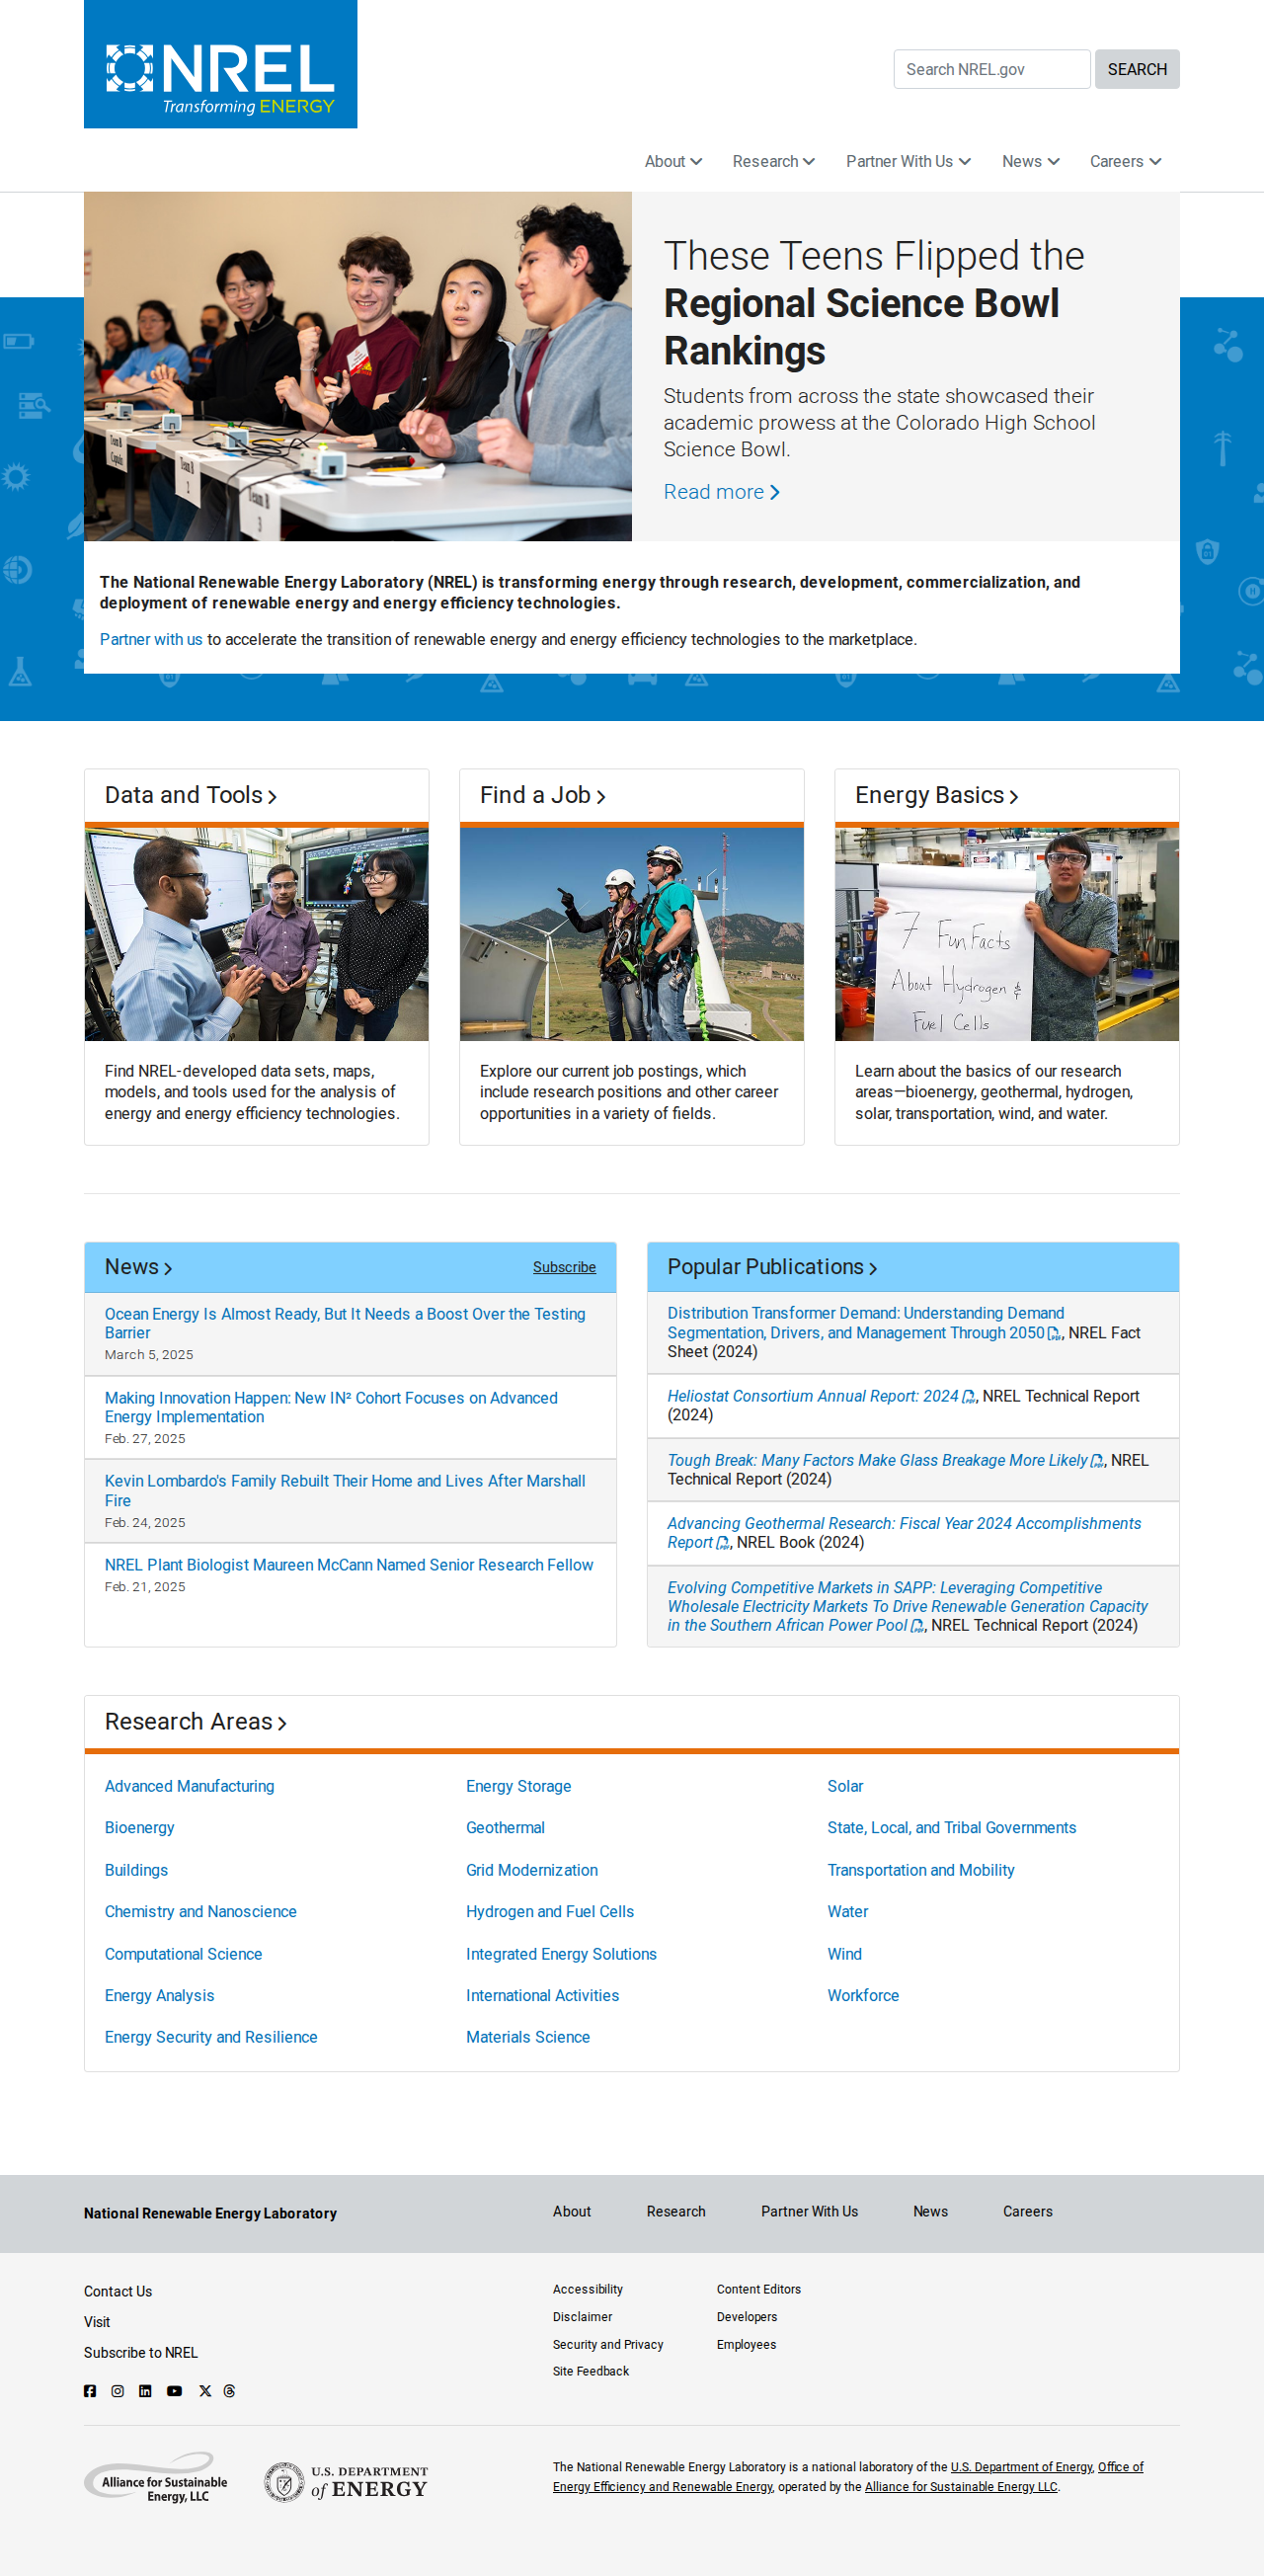 NREL
Transforming ENERGY
Search NREL.gov
SEARCH
About
Research
Partner With Us
News
Careers
These Teens Flipped the
Regional Science Bowl
Rankings
Students from across the state showcased their
academic prowess at the Colorado High School
Science Bowl.
Read more
Team B
Captain
Team B
2
Team B
3
The National Renewable Energy Laboratory (NREL) is transforming energy through research, development, commercialization, and
deployment of renewable energy and energy efficiency technologies.
Partner with us to accelerate the transition of renewable energy and energy efficiency technologies to the marketplace.
Data and Tools
Find NREL-developed data sets, maps,
models, and tools used for the analysis of
energy and energy efficiency technologies.
Find a Job
Explore our current job postings, which
include research positions and other career
opportunities in a variety of fields.
Energy Basics
7 Fun Facts
About Hydrogen &
Fuel Cells
Learn about the basics of our research
areas—bioenergy, geothermal, hydrogen,
solar, transportation, wind, and water.
News
Subscribe
Ocean Energy Is Almost Ready, But It Needs a Boost Over the Testing
Barrier
March 5, 2025
Making Innovation Happen: New IN² Cohort Focuses on Advanced
Energy Implementation
Feb. 27, 2025
Kevin Lombardo's Family Rebuilt Their Home and Lives After Marshall
Fire
Feb. 24, 2025
NREL Plant Biologist Maureen McCann Named Senior Research Fellow
Feb. 21, 2025
Popular Publications
Distribution Transformer Demand: Understanding Demand
Segmentation, Drivers, and Management Through 2050, NREL Fact
Sheet (2024)
Heliostat Consortium Annual Report: 2024, NREL Technical Report
(2024)
Tough Break: Many Factors Make Glass Breakage More Likely, NREL
Technical Report (2024)
Advancing Geothermal Research: Fiscal Year 2024 Accomplishments
Report, NREL Book (2024)
Evolving Competitive Markets in SAPP: Leveraging Competitive
Wholesale Electricity Markets To Drive Renewable Generation Capacity
in the Southern African Power Pool, NREL Technical Report (2024)
Research Areas
Advanced Manufacturing
Bioenergy
Buildings
Chemistry and Nanoscience
Computational Science
Energy Analysis
Energy Security and Resilience
Energy Storage
Geothermal
Grid Modernization
Hydrogen and Fuel Cells
Integrated Energy Solutions
International Activities
Materials Science
Solar
State, Local, and Tribal Governments
Transportation and Mobility
Water
Wind
Workforce
National Renewable Energy Laboratory
About
Research
Partner With Us
News
Careers
Contact Us
Visit
Subscribe to NREL
Accessibility
Disclaimer
Security and Privacy
Site Feedback
Content Editors
Developers
Employees
Alliance for Sustainable
Energy, LLC
U.S. DEPARTMENT
of ENERGY
The National Renewable Energy Laboratory is a national laboratory of the U.S. Department of Energy, Office of
Energy Efficiency and Renewable Energy, operated by the Alliance for Sustainable Energy LLC.